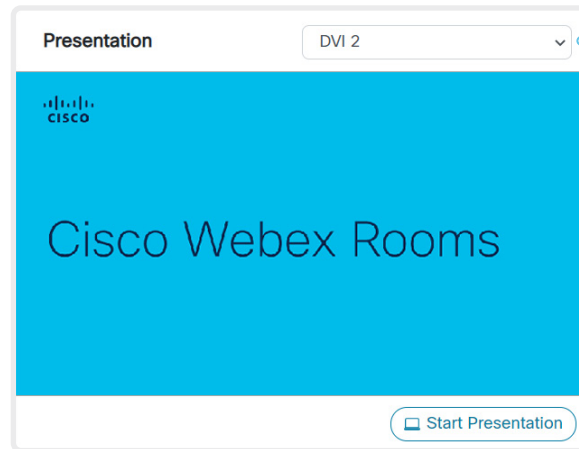 Presentation
DVI 2
CISCO
Cisco Webex Rooms
Start Presentation